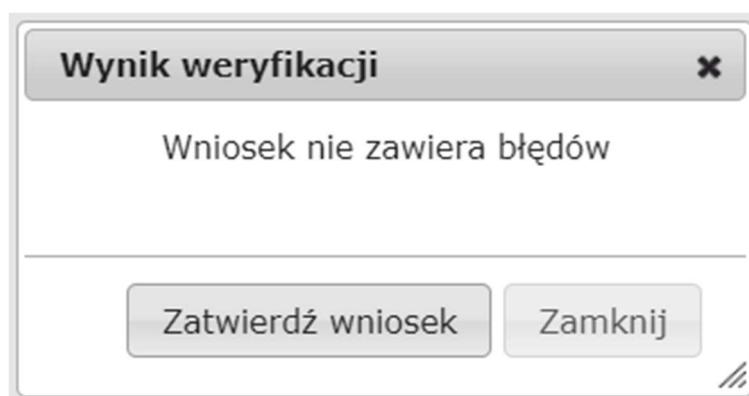 Wynik weryfikacji
Wniosek nie zawiera błędów
Zatwierdź wniosek Zamknij